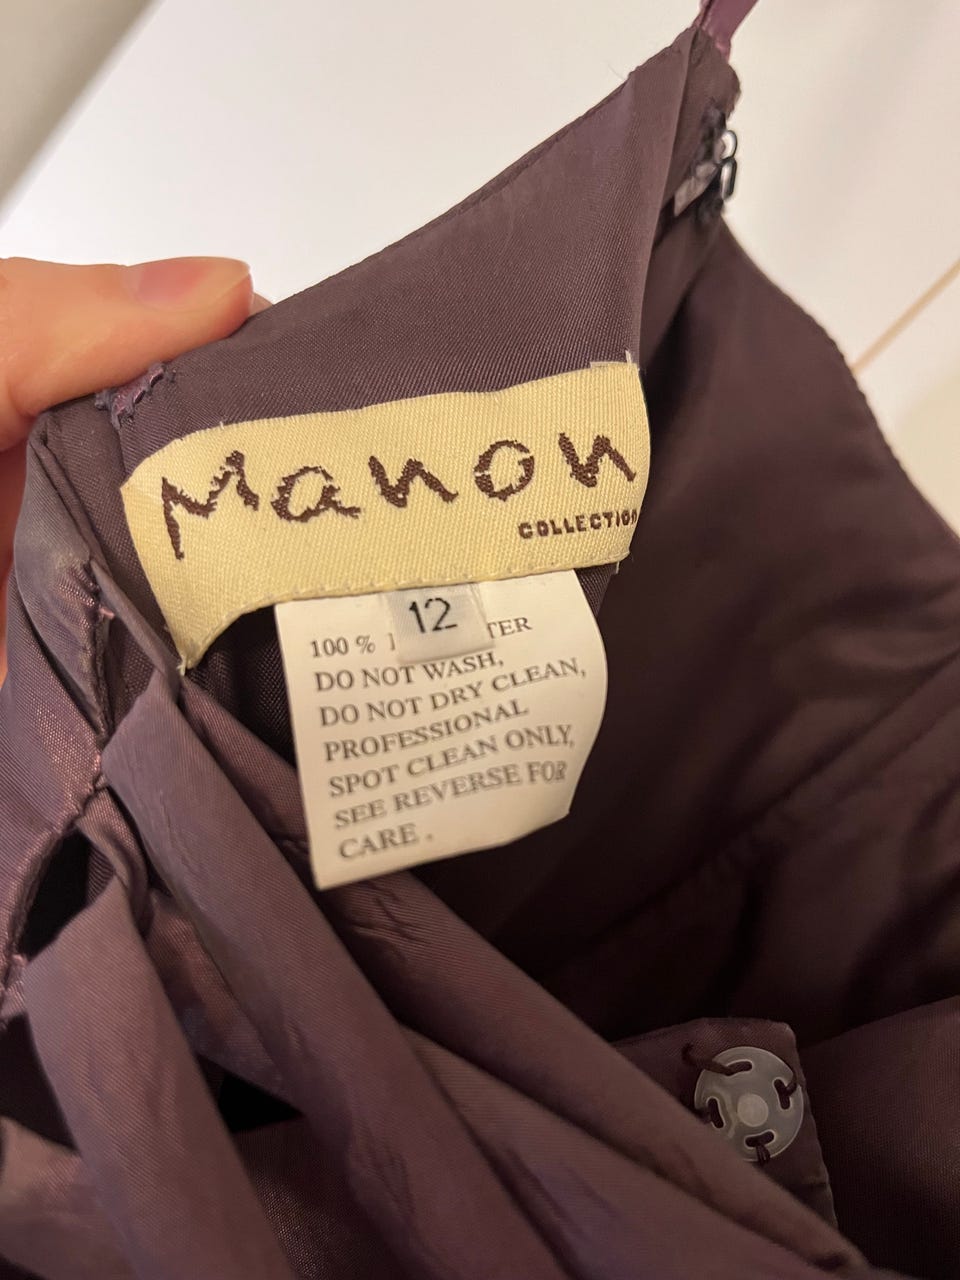 Manon
COLLECTION
12
100 % TER
DO NOT WASH,
DO NOT DRY CLEAN,
PROFESSIONAL
SPOT CLEAN ONLY,
SEE REVERSE FOR
CARE .